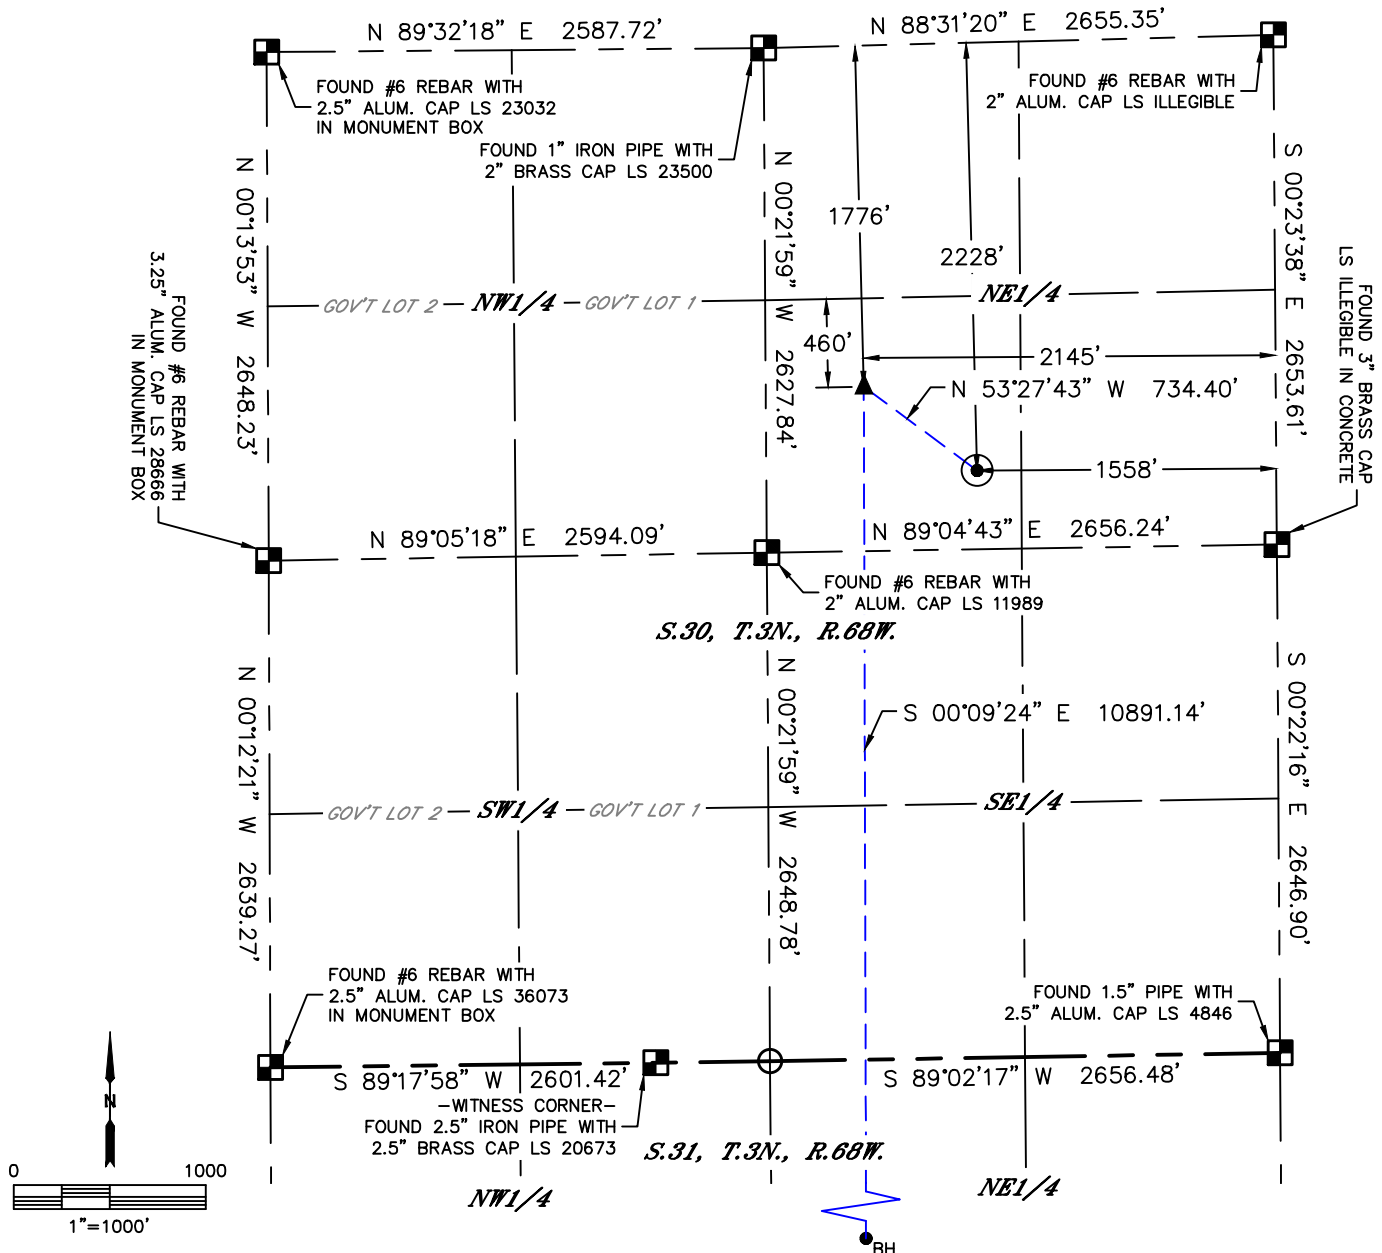 N 89°32'18" E 2587.72'
N 88°31'20" E 2655.35'
FOUND #6 REBAR WITH
2.5" ALUM. CAP LS 23032
IN MONUMENT BOX
FOUND 1" IRON PIPE WITH
2" BRASS CAP LS 23500
FOUND #6 REBAR WITH
2" ALUM. CAP LS ILLEGIBLE
N 00°13'53" W 2648.23'
N 00°21'59" W 2627.84'
S 00°23'38" E 2653.61'
1776'
2228'
FOUND 3" BRASS CAP
LS ILLEGIBLE IN CONCRETE
FOUND #6 REBAR WITH
3.25" ALUM. CAP LS 28666
IN MONUMENT BOX
GOV'T LOT 2
NW1/4
GOV'T LOT 1
NE1/4
460'
2145'
N 53°27'43" W 734.40'
1558'
N 89°05'18" E 2594.09'
N 89°04'43" E 2656.24'
FOUND #6 REBAR WITH
2" ALUM. CAP LS 11989
S.30, T.3N., R.68W.
N 00°12'21" W 2639.27'
N 00°21'59" W 2648.78'
S 00°22'16" E 2646.90'
S 00°09'24" E 10891.14'
GOV'T LOT 2
SW1/4
GOV'T LOT 1
SE1/4
FOUND #6 REBAR WITH
2.5" ALUM. CAP LS 36073
IN MONUMENT BOX
FOUND 1.5" PIPE WITH
2.5" ALUM. CAP LS 4846
S 89°17'58" W 2601.42'
S 89°02'17" W 2656.48'
-WITNESS CORNER-
FOUND 2.5" IRON PIPE WITH
2.5" BRASS CAP LS 20673
S.31, T.3N., R.68W.
N
0 1000
1"=1000'
NW1/4
NE1/4
BH